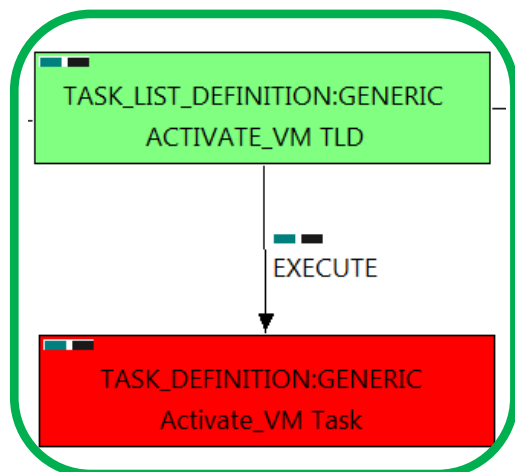 TASK_LIST_DEFINITION:GENERIC
ACTIVATE_VM TLD
EXECUTE
TASK_DEFINITION:GENERIC
Activate_VM Task